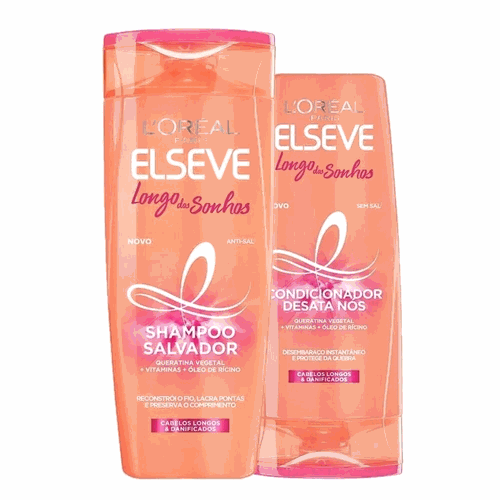 L'ORÉAL
PARIS
ELSEVE
Longo dos Sonhos
NOVO
SHAMPOO
SALVADOR
QUERATINA VEGETAL
+ VITAMINAS + ÓLEO DE RÍCINO
RECONSTRÓI O FIO, LACRA PONTAS
E PRESERVA O COMPRIMENTO
CABELOS LONGOS
& DANIFICADOS
L'ORÉAL
PARIS
ELSEVE
Longo dos Sonhos
NOVO SEM SAL
CONDICIONADOR
DESATA NÓS
QUERATINA VEGETAL
+ VITAMINAS + ÓLEO DE RÍCINO
DESEMBARAÇO INSTANTÂNEO
E PROTEGE DA QUEBRA
CABELOS LONGOS
& DANIFICADOS